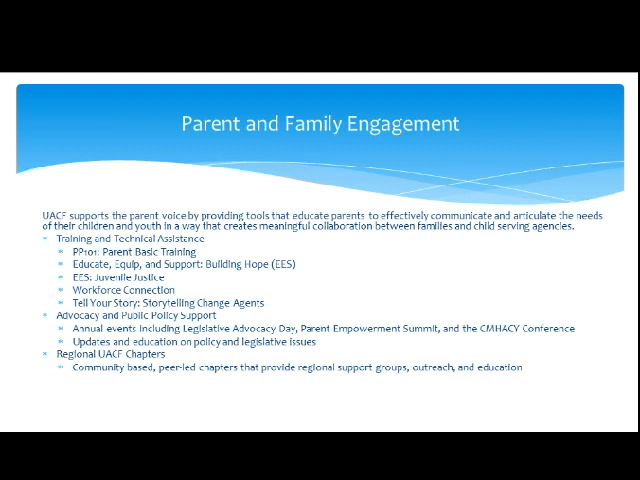 Parent and Family Engagement
UACF supports the parent voice by providing tools that educate parents to effectively communicate and articulate the needs
of their children and youth in a way that creates meaningful collaboration between families and child serving agencies.
* Training and Technical Assistance
* PP101: Parent Basic Training
* Educate, Equip, and Support: Building Hope (EES)
* EES: Juvenile Justice
* Workforce Connection
* Tell Your Story: Storytelling Change Agents
* Advocacy and Public Policy Support
* Annual events including Legislative Advocacy Day, Parent Empowerment Summit, and the CMHACY Conference
* Updates and education on policy and legislative issues
* Regional UACF Chapters
* Community based, peer-led chapters that provide regional support groups, outreach, and education